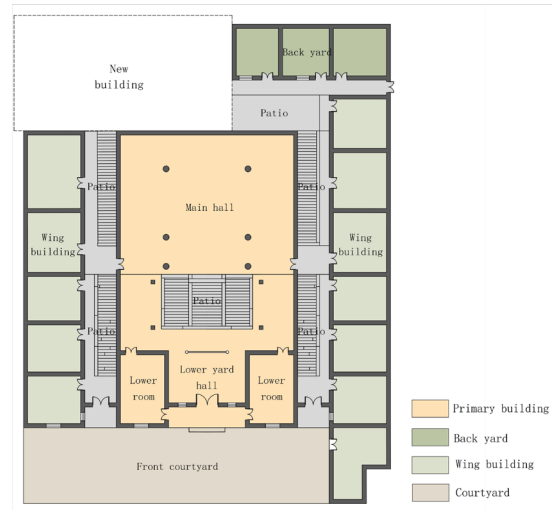 New
building
Back yard
Patio
Patio
Patio
Main hall
Wing
building
Wing
building
Patio
Patio
Patio
Lower yard
hall
Lower
room
Lower
room
Front courtyard
Primary building
Back yard
Wing building
Courtyard